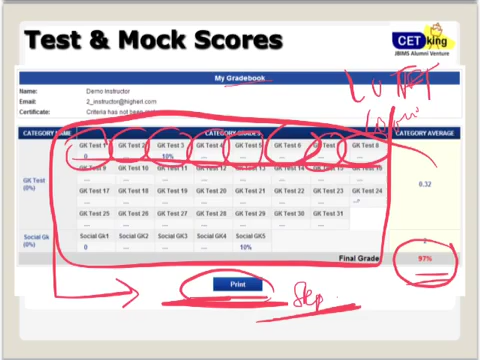 Test & Mock Scores
CET king
JBIMS Alumni Venture
My Gradebook
Name: Demo Instructor
Email: 2_instructor@highert.com
Certificate: Criteria has not been
CATEGORY NAME CATEGORY GRADES CATEGORY AVERAGE
GK Test 1 GK Test 2 GK Test 3 GK Test 4 GK Test 5 GK Test 6 GK Test 7 GK Test 8
0 ... 10% ... ... ... ... ...
GK Test 9 GK Test 10 GK Test 11 GK Test 12 GK Test 13 GK Test 14 GK Test 15 GK Test 16
... ... ... ... ... ... ... ...
GK Test (0%) GK Test 17 GK Test 18 GK Test 19 GK Test 20 GK Test 21 GK Test 22 GK Test 23 GK Test 24 8.32
GK Test 25 GK Test 26 GK Test 27 GK Test 28 GK Test 29 GK Test 30 GK Test 31
... ... ... ... ... ... ...
Social Gk (0%) Social Gk1 Social GK2 Social GK3 Social GK4 Social GK5
0 ... ... ... 10%
Final Grade 97%
Print